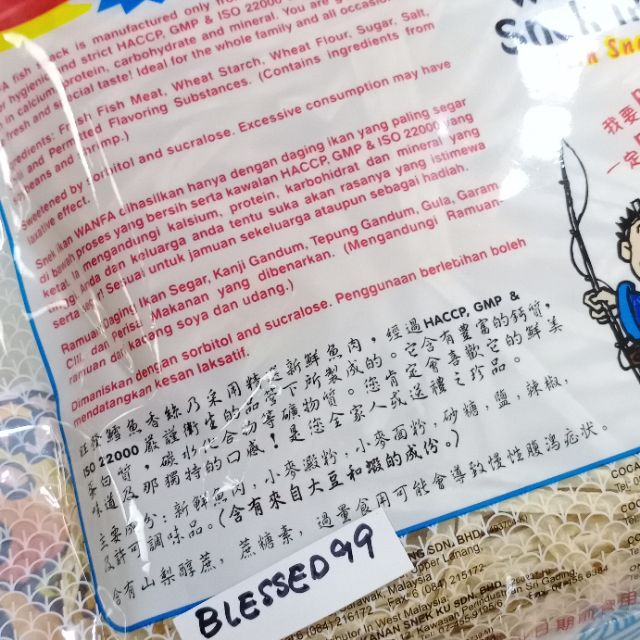 fish snack is manufactured only
hygienic and strict HACCP, GMP & ISO 22000
in calcium, protein, carbohydrate and mineral. You are
fresh and special taste! Ideal for the whole family and all occasions
Ingredients: Fresh Fish Meat, Wheat Starch, Wheat Flour, Sugar, Salt,
and Permitted Flavoring Substances. (Contains Ingredients from
beans and Shrimp.)
Sweetened by sorbitol and sucralose. Excessive consumption may have
laxative effect.
Snek Ikan WANFA dihasilkan hanya dengan daging ikan yang paling segar
di bawah proses yang bersih serta kawalan HACCP, GMP & ISO 22000 yang
ketat. Ia mengandungi kalsium, protein, karbohidrat dan mineral yang
tinggi. Anda dan keluarga anda tentu suka akan rasanya yang istimewa
serta Sesuai untuk jamuan sekeluarga ataupun sebagai hadiah.
Ramuan: Daging Ikan Segar, Kanji Gandum, Tepung Gandum, Gula, Garam,
Cili dan Perisa Makanan yang dibenarkan. (Mengandungi Ramuan-
ramuan dari kacang soya dan udang.)
Dimaniskan dengan sorbitol and sucralose. Penggunaan berlebihan boleh
mendatangkan kesan laksatif.
鱈魚香絲乃采用精選新鮮魚肉，經過HACCP, GMP &
ISO 22000 嚴謹衛生的品管下所製成的。它含有豐富的鈣質，
蛋白質，碳水化合物等礦物質。您肯定會喜歡它的鮮美
味道及那獨特的口感！是您全家人或送禮之珍品。
主要成份：新鮮魚肉，小麥澱粉，小麥面粉，砂糖，鹽，辣椒，
及許可調味品。（含有來自大豆和蝦的成份。）
含有山梨醇蔗，蔗糖素，過量食用可能會導致慢性腹瀉症狀。
我要
一定
BLESSED99
SDN BHD
Malaysia